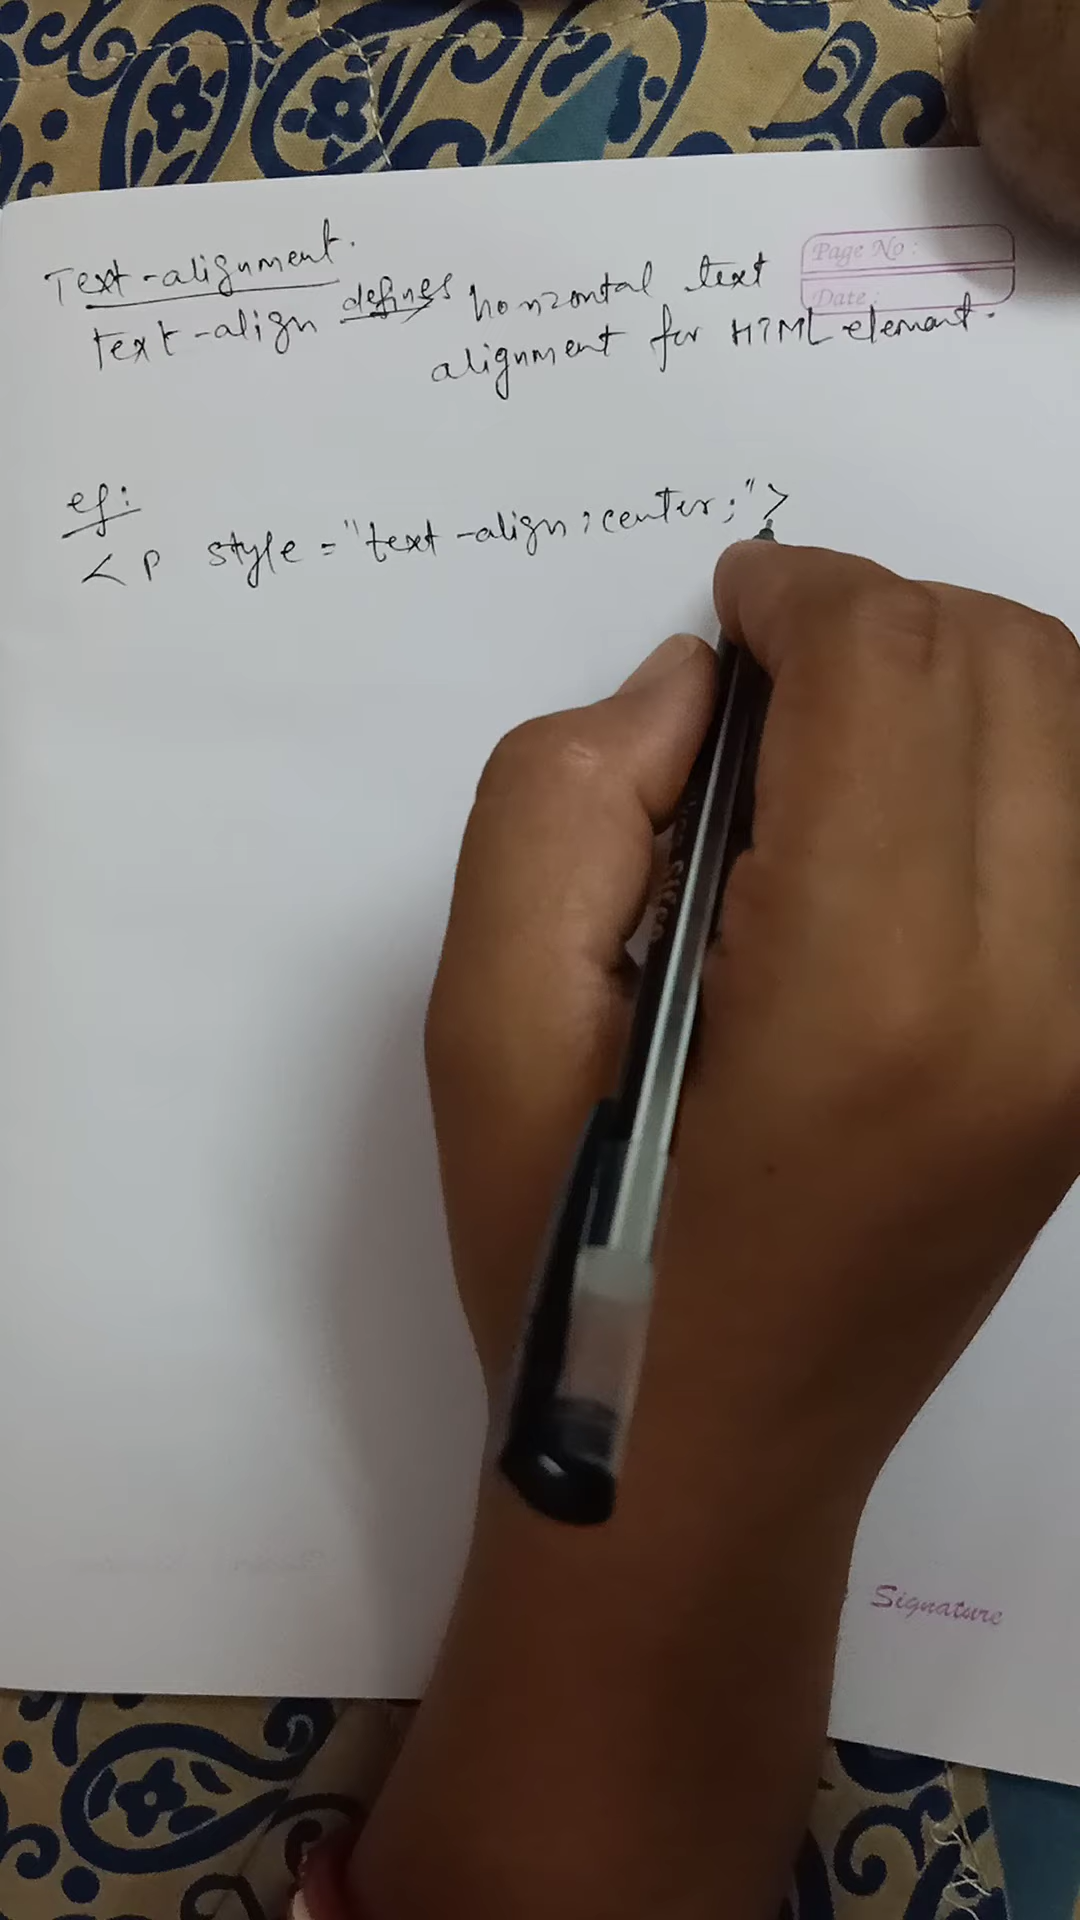 Text-alignment.
Page No :
text-align defines horizontal text
Date :
alignment for HTML element.
eg:
<p style="text-align:center;">
Signature